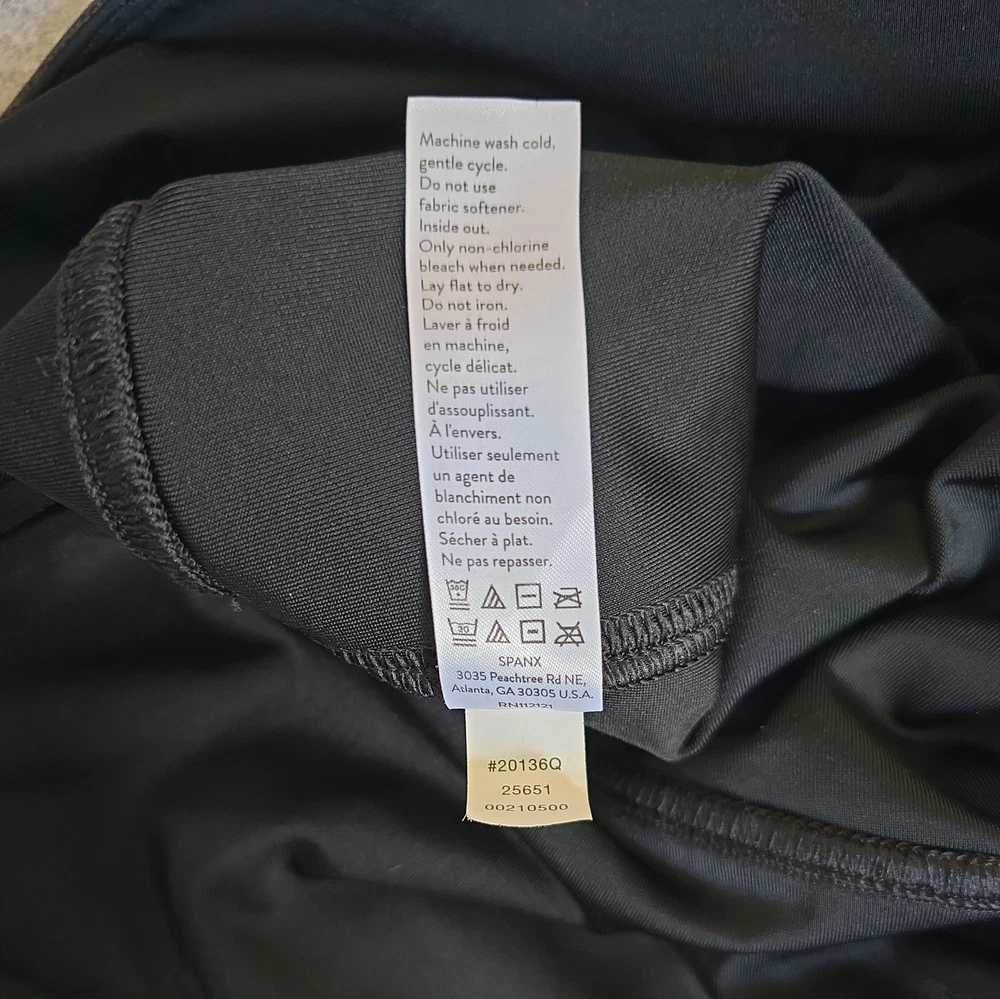 Machine wash cold,
gentle cycle.
Do not use
fabric softener.
Inside out.
Only non-chlorine
bleach when needed.
Lay flat to dry.
Do not iron.
Laver à froid
en machine,
cycle délicat.
Ne pas utiliser
d'assouplissant.
À l'envers.
Utiliser seulement
un agent de
blanchiment non
chloré au besoin.
Sécher à plat.
Ne pas repasser.
30C
30
SPANX
3035 Peachtree Rd NE,
Atlanta, GA 30305 U.S.A.
RN112121
#20136Q
25651
00210500